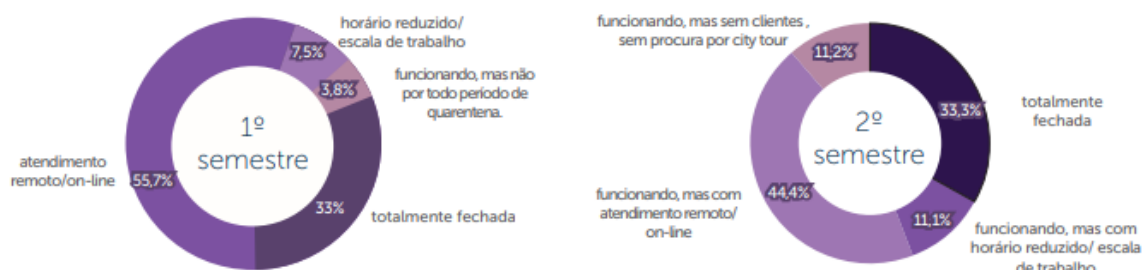 horário reduzido/
escala de trabalho
7,5%
3,8%
funcionando, mas não
por todo período de
quarentena.
1º
semestre
atendimento
remoto/on-line
55,7%
33%
totalmente fechada
funcionando, mas sem clientes ,
sem procura por city tour
11,2%
33,3%
totalmente
fechada
2º
semestre
funcionando, mas com
atendimento remoto/
on-line
44,4%
11,1%
funcionando, mas com
horário reduzido/ escala
de trabalho